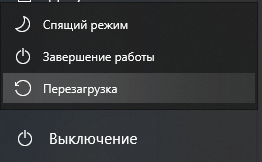 Спящий режим
Завершение работы
Перезагрузка
Выключение